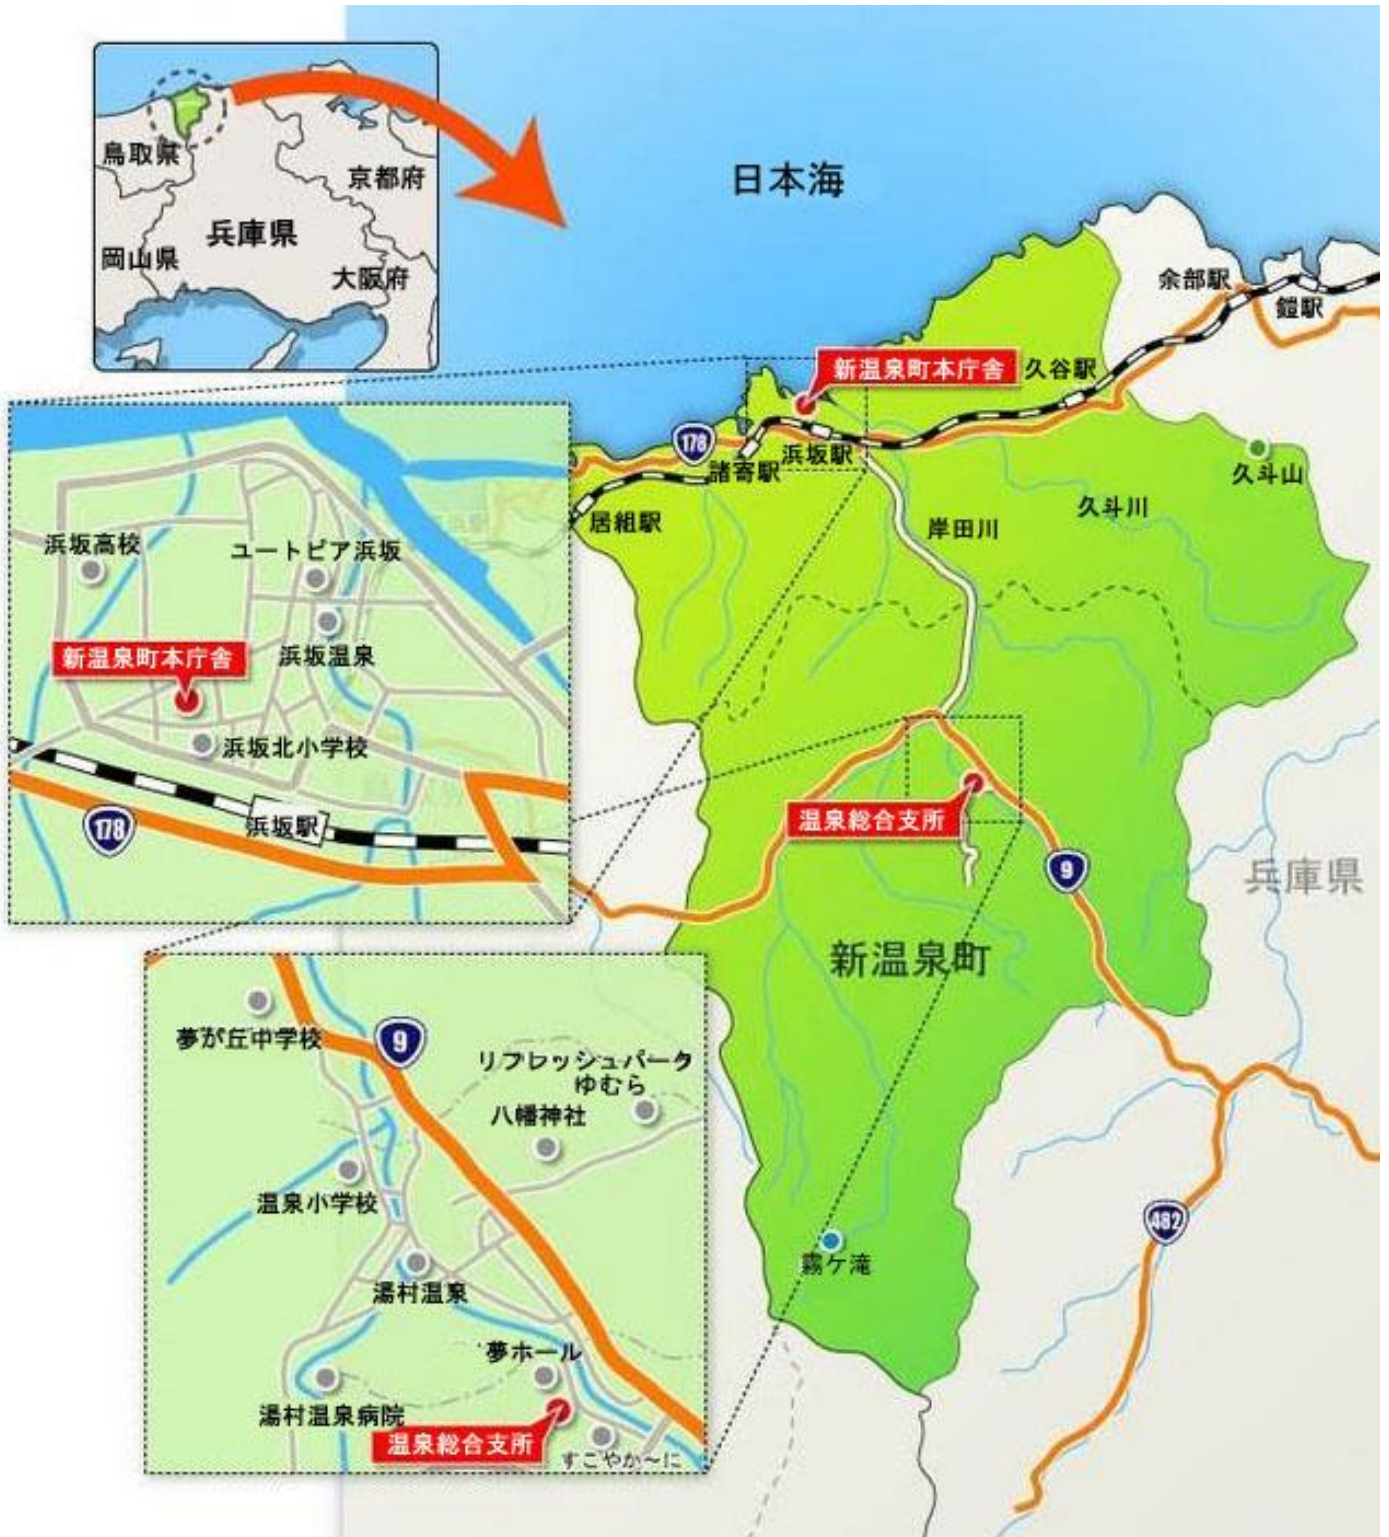 鳥取県
京都府
兵庫県
岡山県
大阪府
日本海
余部駅
鎧駅
新温泉町本庁舎
久谷駅
178
諸寄駅
浜坂駅
久斗山
居組駅
岸田川
久斗川
浜坂高校
ユートピア浜坂
新温泉町本庁舎
浜坂温泉
浜坂北小学校
178
浜坂駅
温泉総合支所
9
兵庫県
新温泉町
夢が丘中学校
9
リフレッシュパーク
ゆむら
八幡神社
温泉小学校
湯村温泉
482
霧ケ滝
夢ホール
湯村温泉病院
温泉総合支所
すこやか〜に